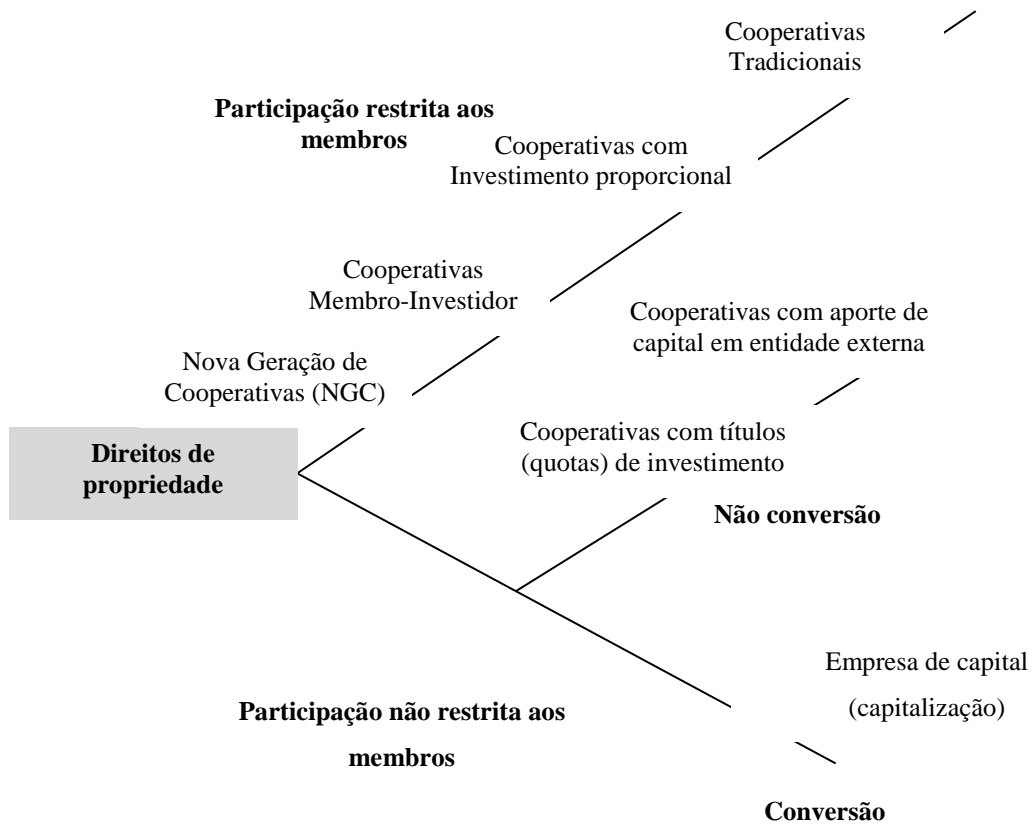 Cooperativas
Tradicionais
Participação restrita aos
membros
Cooperativas com
Investimento proporcional
Cooperativas
Membro-Investidor
Cooperativas com aporte de
capital em entidade externa
Nova Geração de
Cooperativas (NGC)
Direitos de
propriedade
Cooperativas com títulos
(quotas) de investimento
Não conversão
Empresa de capital
(capitalização)
Participação não restrita aos
membros
Conversão